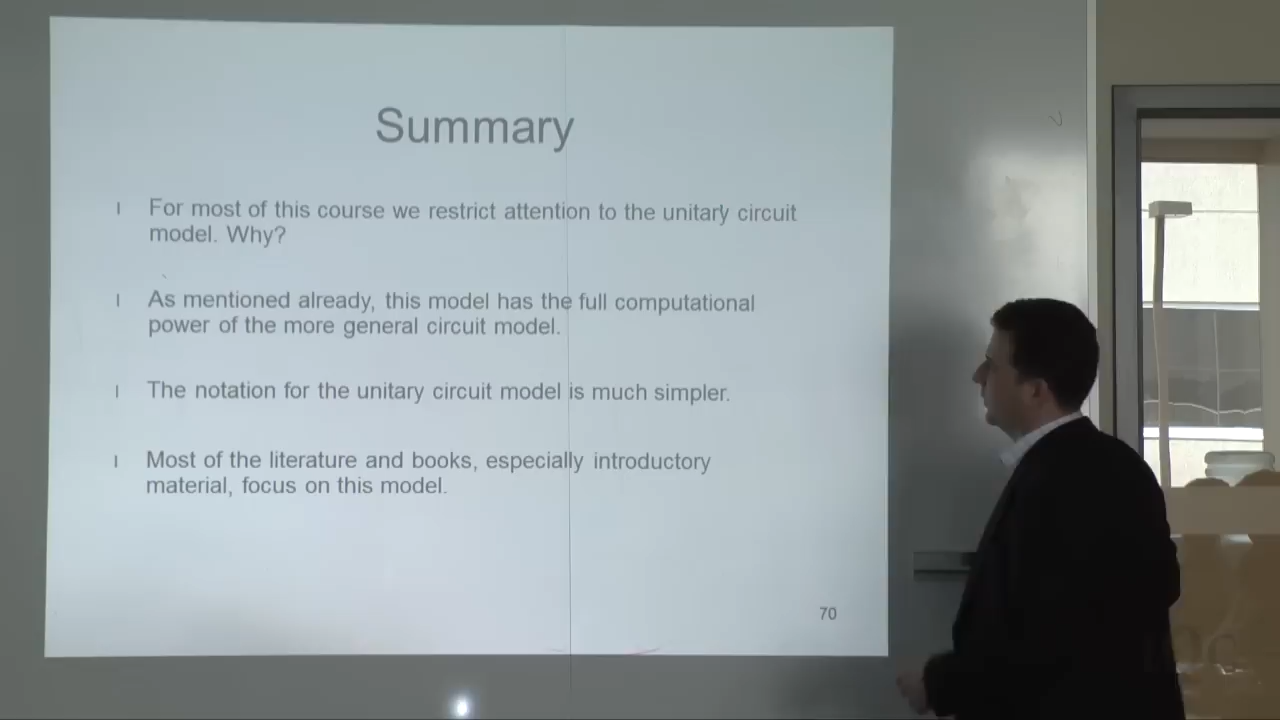 Summary
For most of this course we restrict attention to the unitary circuit
model. Why?
As mentioned already, this model has the full computational
power of the more general circuit model.
The notation for the unitary circuit model is much simpler.
Most of the literature and books, especially introductory
material, focus on this model.
70